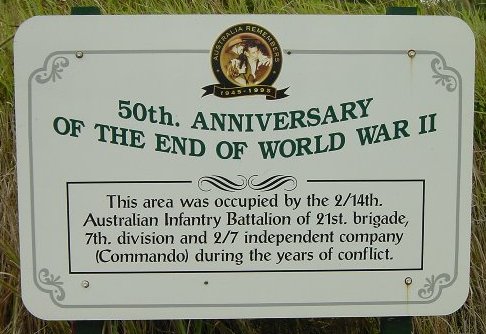 AUSTRALIA REMEMBERS
1945-1995
50th. ANNIVERSARY
OF THE END OF WORLD WAR II
This area was occupied by the 2/14th.
Australian Infantry Battalion of 21st. brigade,
7th. division and 2/7 independent company
(Commando) during the years of conflict.